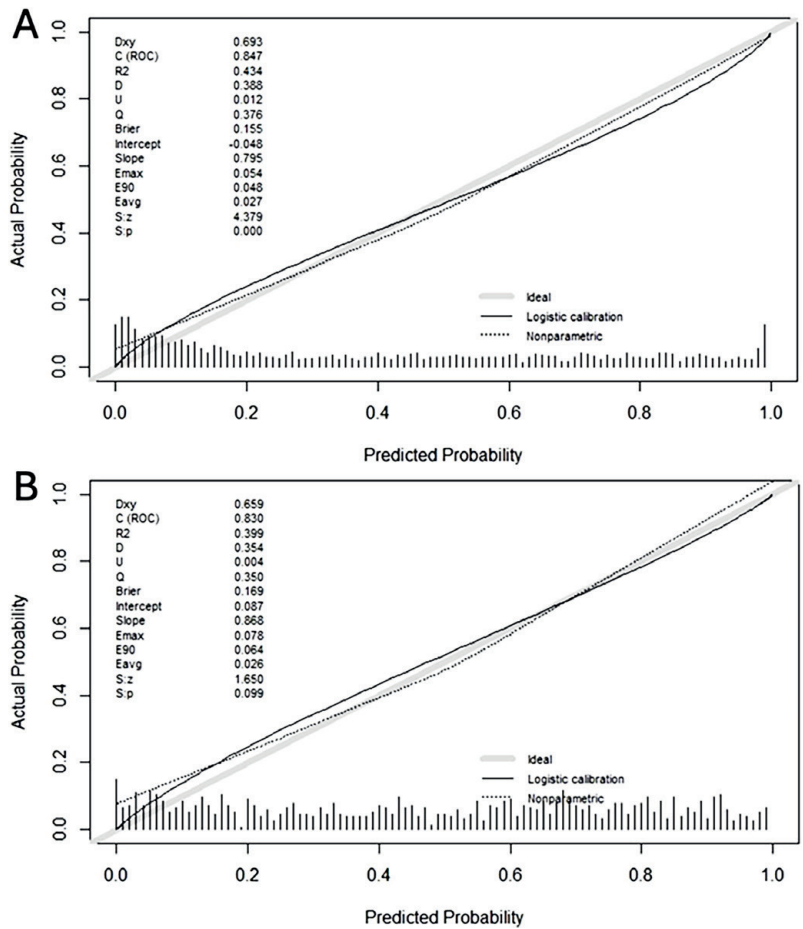 A
Actual Probability
1.0
0.8
0.6
0.4
0.2
0.0
Dxy 0.693
C (ROC) 0.847
R2 0.434
D 0.388
U 0.012
Q 0.376
Brier 0.155
Intercept -0.048
Slope 0.795
Emax 0.054
E90 0.048
Eavg 0.027
S:z 4.379
S:p 0.000
Ideal
Logistic calibration
Nonparametric
0.0 0.2 0.4 0.6 0.8 1.0
Predicted Probability
B
Actual Probability
1.0
0.8
0.6
0.4
0.2
0.0
Dxy 0.659
C (ROC) 0.830
R2 0.399
D 0.354
U 0.004
Q 0.350
Brier 0.169
Intercept 0.087
Slope 0.868
Emax 0.078
E90 0.064
Eavg 0.026
S:z 1.650
S:p 0.099
Ideal
Logistic calibration
Nonparametric
0.0 0.2 0.4 0.6 0.8 1.0
Predicted Probability